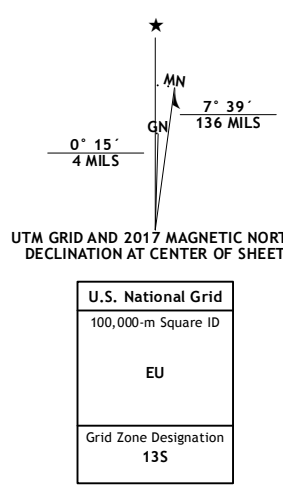 ★
MN
GN
7° 39´
136 MILS
0° 15´
4 MILS
UTM GRID AND 2017 MAGNETIC NORT
DECLINATION AT CENTER OF SHEET
U.S. National Grid
100,000-m Square ID
EU
Grid Zone Designation
13S